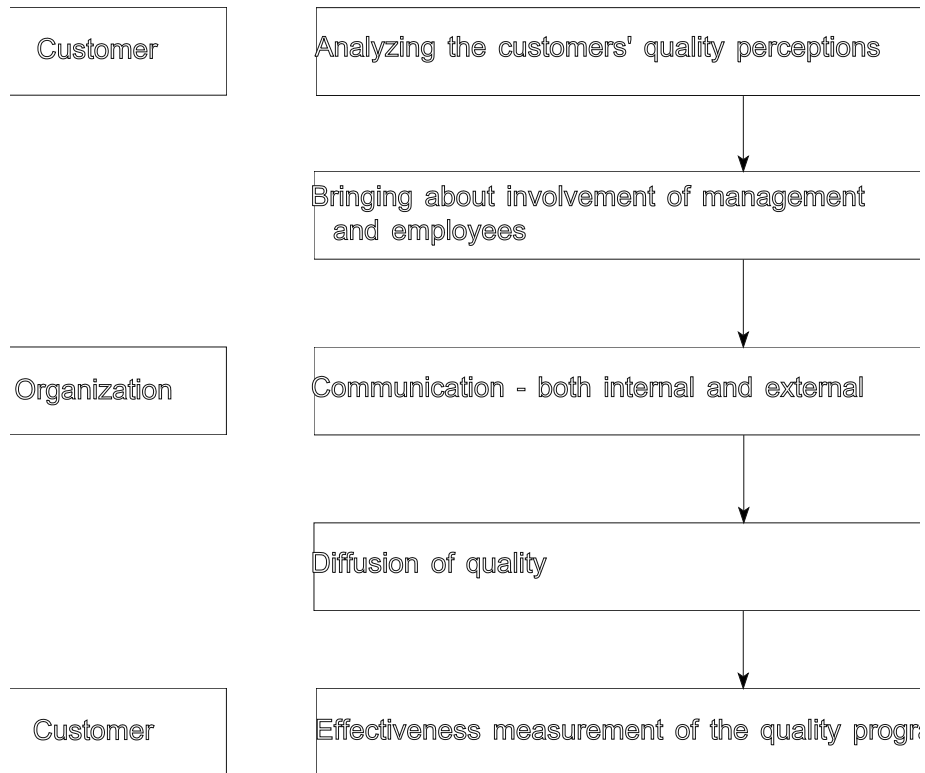 Customer
Analyzing the customers' quality perceptions
Bringing about involvement of management
and employees
Organization
Communication - both internal and external
Diffusion of quality
Customer
Effectiveness measurement of the quality